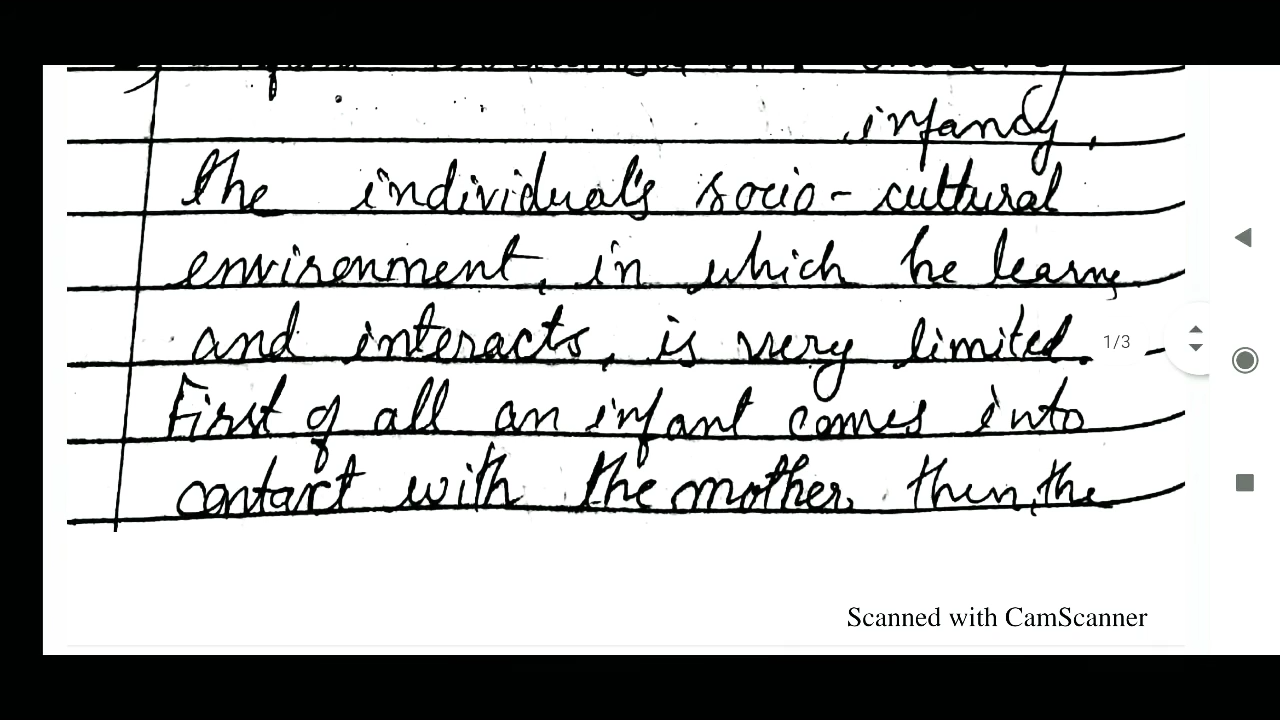 infancy,
The individual's socio-cultural
environment, in which he learns
and interacts, is very limited.
1/3
First of all an infant comes into
contact with the mother, then, the
Scanned with CamScanner